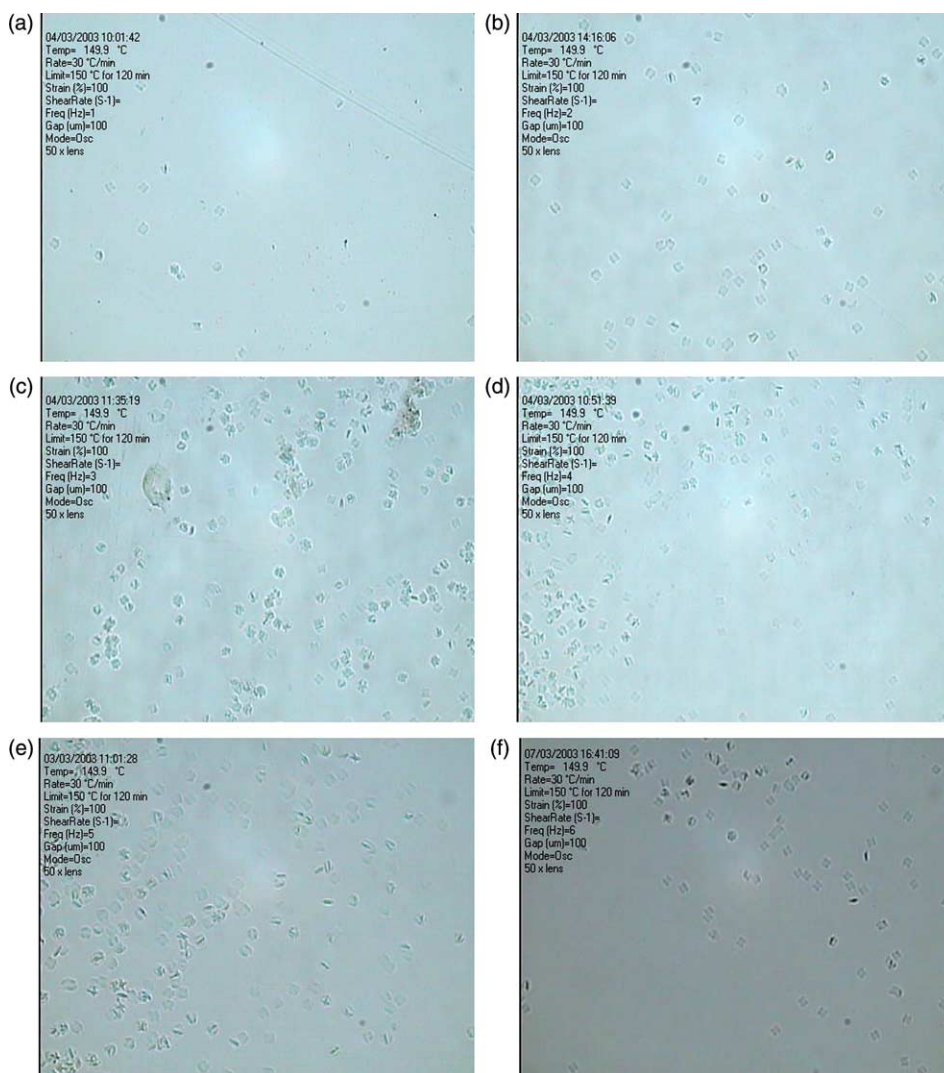 (a)
04/03/2003 10:01:42
Temp= 149.9 °C
Rate=30 °C/min
Limit=150 °C for 120 min
Strain (%)=100
ShearRate (S-1)=
Freq (Hz)=1
Gap (um)=100
Mode=Osc
50 x lens
(b)
04/03/2003 14:16:06
Temp= 149.9 °C
Rate=30 °C/min
Limit=150 °C for 120 min
Strain (%)=100
ShearRate (S-1)=
Freq (Hz)=2
Gap (um)=100
Mode=Osc
50 x lens
(c)
04/03/2003 11:35:19
Temp= 149.9 °C
Rate=30 °C/min
Limit=150 °C for 120 min
Strain (%)=100
ShearRate (S-1)=
Freq (Hz)=3
Gap (um)=100
Mode=Osc
50 x lens
(d)
04/03/2003 10:51:39
Temp= 149.9 °C
Rate=30 °C/min
Limit=150 °C for 120 min
Strain (%)=100
ShearRate (S-1)=
Freq (Hz)=4
Gap (um)=100
Mode=Osc
50 x lens
(e)
03/03/2003 11:01:28
Temp= 149.9 °C
Rate=30 °C/min
Limit=150 °C for 120 min
Strain (%)=100
ShearRate (S-1)=
Freq (Hz)=5
Gap (um)=100
Mode=Osc
50 x lens
(f)
07/03/2003 16:41:09
Temp= 149.9 °C
Rate=30 °C/min
Limit=150 °C for 120 min
Strain (%)=100
ShearRate (S-1)=
Freq (Hz)=6
Gap (um)=100
Mode=Osc
50 x lens